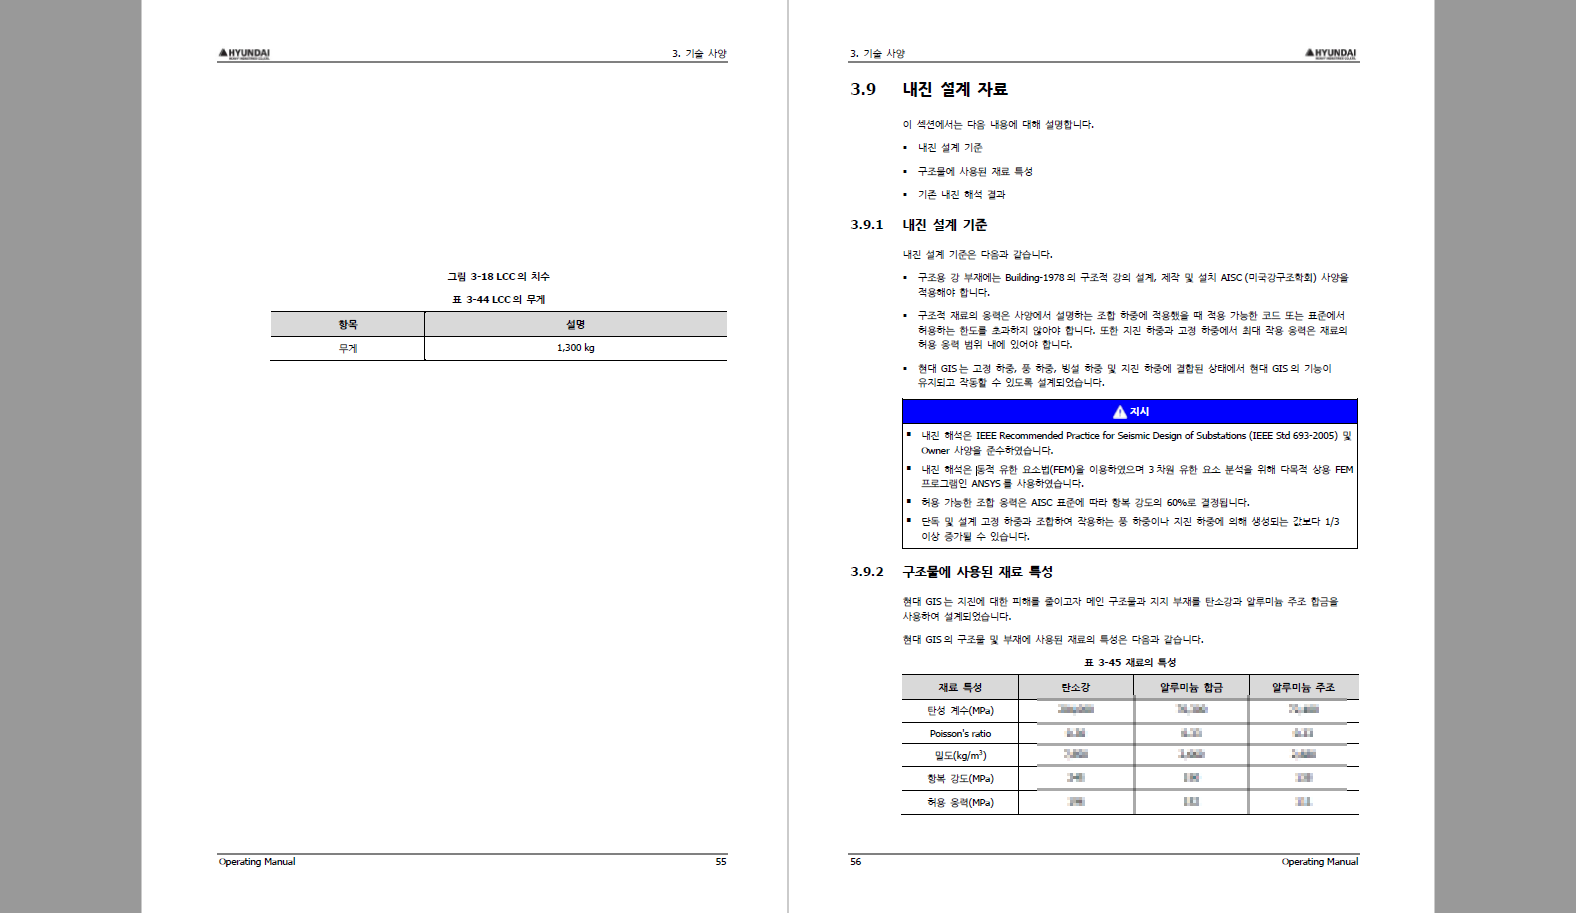 HYUNDAI
3. 기술 사양
그림 3-18 LCC의 치수
표 3-44 LCC의 무게
항목 설명
무게 1,300 kg
Operating Manual 55
3. 기술 사양
HYUNDAI
3.9 내진 설계 자료
이 섹션에서는 다음 내용에 대해 설명합니다.
▪ 내진 설계 기준
▪ 구조물에 사용된 재료 특성
▪ 기존 내진 해석 결과
3.9.1 내진 설계 기준
내진 설계 기준은 다음과 같습니다.
▪ 구조용 강 부재에는 Building-1978의 구조적 강의 설계, 제작 및 설치 AISC(미국강구조학회) 사양을
적용해야 합니다.
▪ 구조적 재료의 응력은 사양에서 설명하는 조합 하중에 적용했을 때 적용 가능한 코드 또는 표준에서
허용하는 한도를 초과하지 않아야 합니다. 또한 지진 하중과 고정 하중에서 최대 작용 응력은 재료의
허용 응력 범위 내에 있어야 합니다.
▪ 현대 GIS는 고정 하중, 풍 하중, 빙설 하중 및 지진 하중에 결합된 상태에서 현대 GIS의 기능이
유지되고 작동할 수 있도록 설계되었습니다.
지시
▪ 내진 해석은 IEEE Recommended Practice for Seismic Design of Substations (IEEE Std 693-2005) 및
Owner 사양을 준수하였습니다.
▪ 내진 해석은 동적 유한 요소법(FEM)을 이용하였으며 3차원 유한 요소 분석을 위해 다목적 상용 FEM
프로그램인 ANSYS를 사용하였습니다.
▪ 허용 가능한 조합 응력은 AISC 표준에 따라 항복 강도의 60%로 결정됩니다.
▪ 단독 및 설계 고정 하중과 조합하여 작용하는 풍 하중이나 지진 하중에 의해 생성되는 값보다 1/3
이상 증가될 수 있습니다.
3.9.2 구조물에 사용된 재료 특성
현대 GIS는 지진에 대한 피해를 줄이고자 메인 구조물과 지지 부재를 탄소강과 알루미늄 주조 합금을
사용하여 설계되었습니다.
현대 GIS의 구조물 및 부재에 사용된 재료의 특성은 다음과 같습니다.
표 3-45 재료의 특성
재료 특성 탄소강 알루미늄 합금 알루미늄 주조
탄성 계수(MPa)
Poisson's ratio
밀도(kg/m³)
항복 강도(MPa)
허용 응력(MPa)
56 Operating Manual